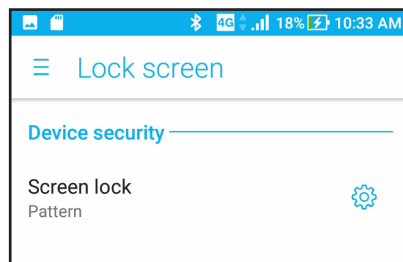 4G 18% 10:33 AM
Lock screen
Device security
Screen lock
Pattern